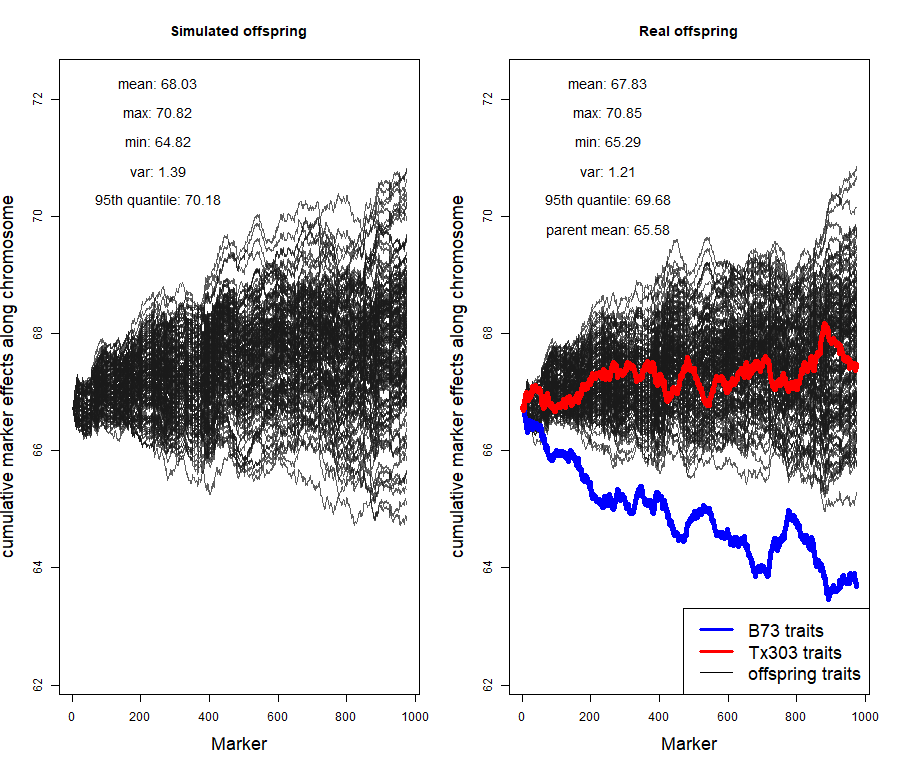 Simulated offspring
mean: 68.03
max: 70.82
min: 64.82
var: 1.39
95th quantile: 70.18
cumulative marker effects along chromosome
72
70
68
66
64
62
0 200 400 600 800 1000
Marker
Real offspring
mean: 67.83
max: 70.85
min: 65.29
var: 1.21
95th quantile: 69.68
parent mean: 65.58
cumulative marker effects along chromosome
72
70
68
66
64
62
B73 traits
Tx303 traits
offspring traits
0 200 400 600 800 1000
Marker